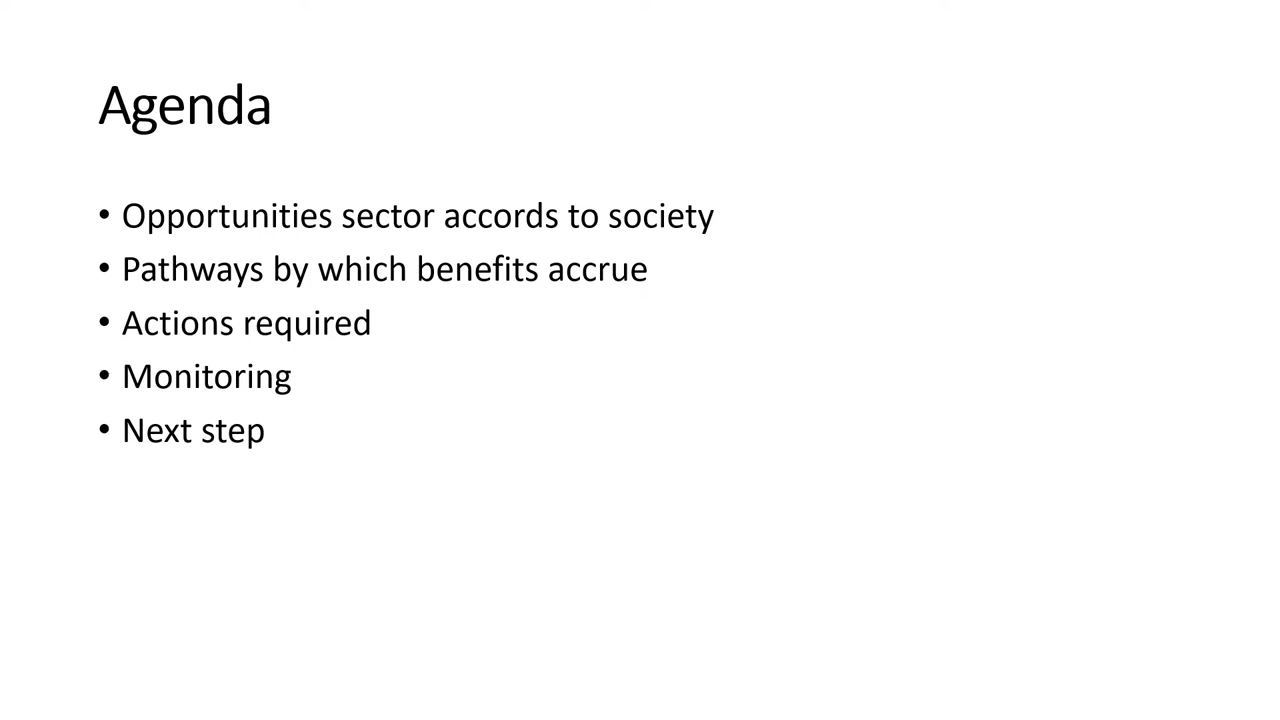 Agenda
• Opportunities sector accords to society
• Pathways by which benefits accrue
• Actions required
• Monitoring
• Next step